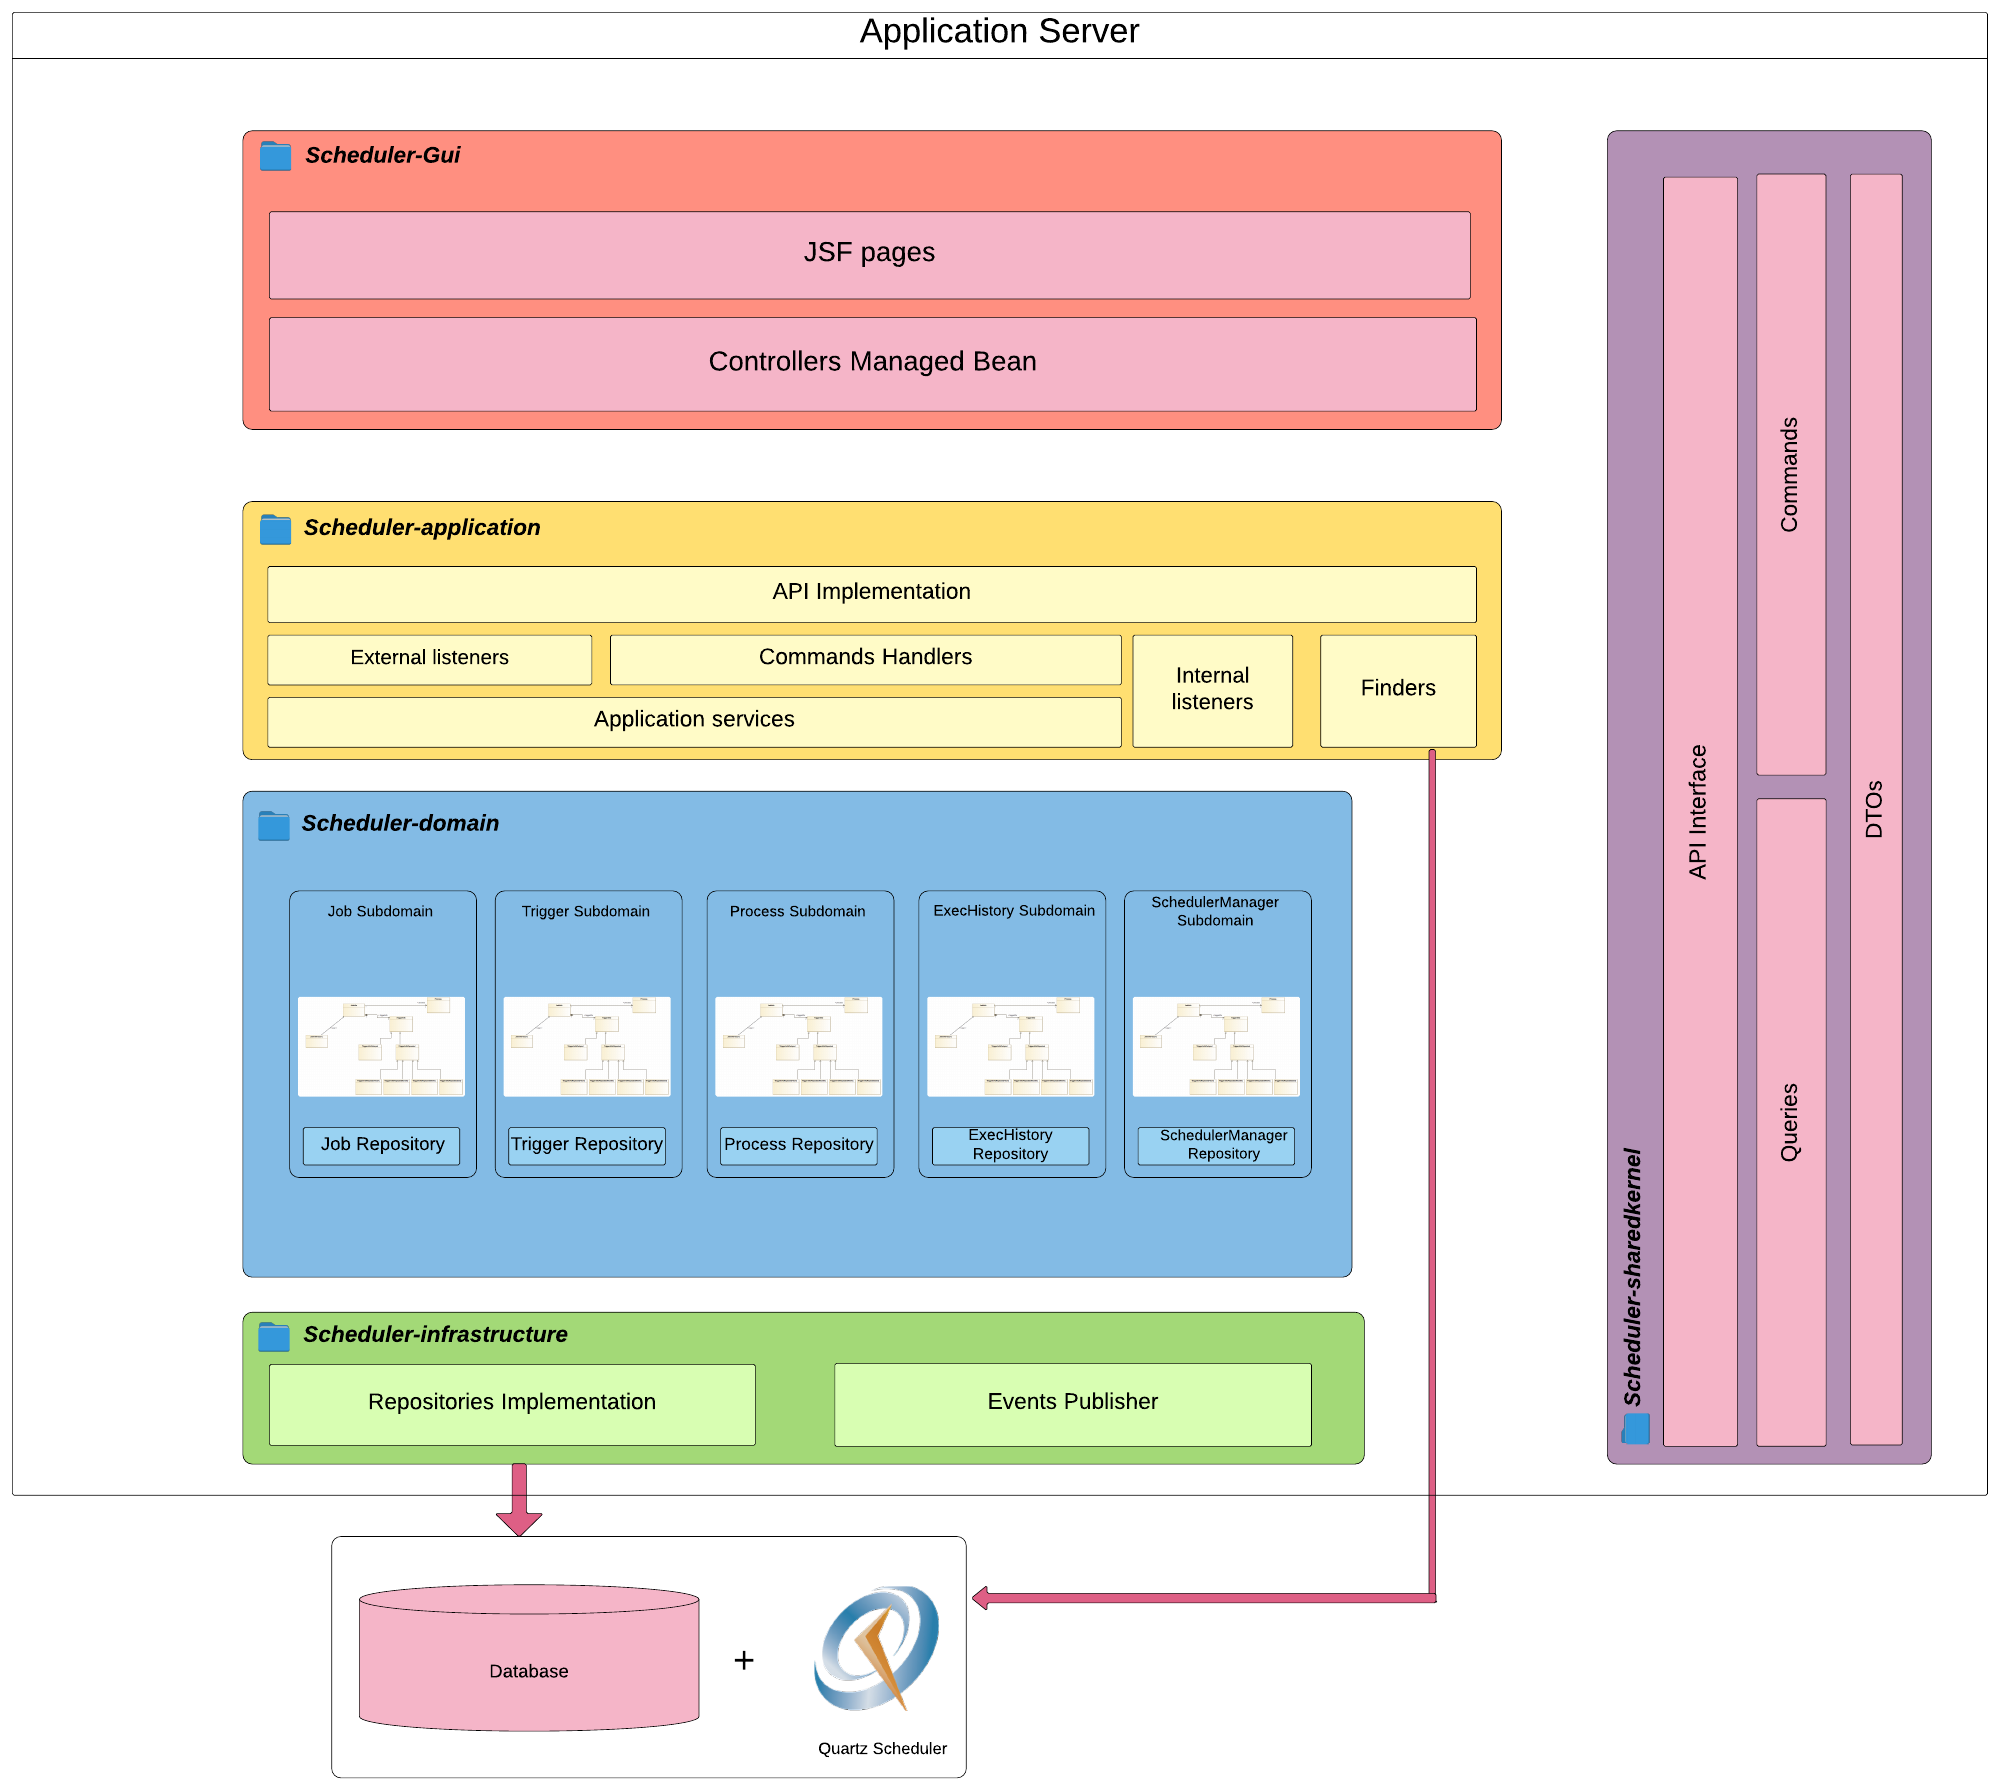 Application Server
Scheduler-Gui
JSF pages
Controllers Managed Bean
Scheduler-application
API Implementation
External listeners
Commands Handlers
Internal
listeners
Finders
Application services
Scheduler-domain
Job Subdomain
Trigger Subdomain
Process Subdomain
ExecHistory Subdomain
SchedulerManager
Subdomain
Job Repository
Trigger Repository
Process Repository
ExecHIstory
Repository
SchedulerManager
Repository
Scheduler-infrastructure
Repositories Implementation
Events Publisher
Scheduler-sharedkernel
API Interface
Commands
Queries
DTOs
Database
+
Quartz Scheduler